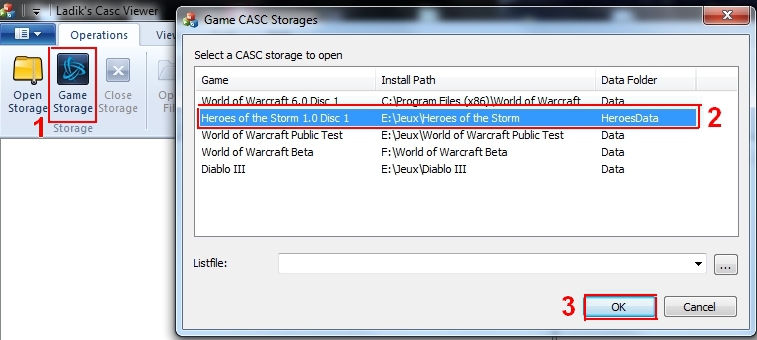 Ladik's Casc Viewer
Operations View
Open Storage
Game Storage
Close Storage
1
Storage
Game CASC Storages
Select a CASC storage to open
Game Install Path Data Folder
World of Warcraft 6.0 Disc 1 C:\Program Files (x86)\World of Warcraft Data
Heroes of the Storm 1.0 Disc 1 E:\Jeux\Heroes of the Storm HeroesData 2
World of Warcraft Public Test E:\Jeux\World of Warcraft Public Test Data
World of Warcraft Beta F:\World of Warcraft Beta Data
Diablo III E:\Jeux\Diablo III Data
Listfile: ...
3 OK Cancel